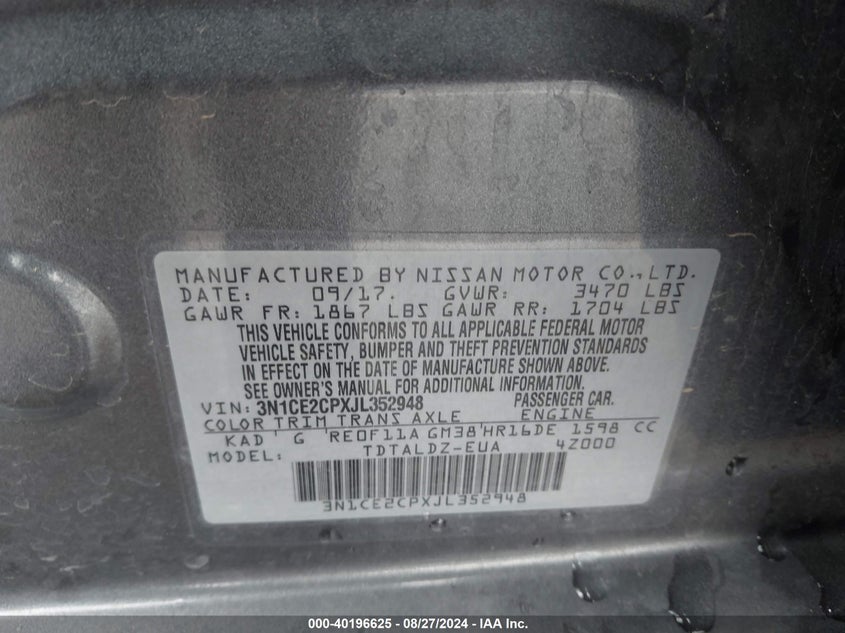 MANUFACTURED BY NISSAN MOTOR CO., LTD.
DATE: 09/17. GVWR: 3470 LBS
GAWR FR: 1867 LBS GAWR RR: 1704 LBS
THIS VEHICLE CONFORMS TO ALL APPLICABLE FEDERAL MOTOR
VEHICLE SAFETY, BUMPER AND THEFT PREVENTION STANDARDS
IN EFFECT ON THE DATE OF MANUFACTURE SHOWN ABOVE.
SEE OWNER'S MANUAL FOR ADDITIONAL INFORMATION.
VIN: 3N1CE2CPXJL352948 PASSENGER CAR.
COLOR TRIM TRANS AXLE ENGINE
KAD ' G 'RE0F11A GM38'HR16DE 1598 CC
MODEL: TDTALDZ-EUA 4Z000
3N1CE2CPXJL352948
000-40196625 - 08/27/2024 - IAA Inc.